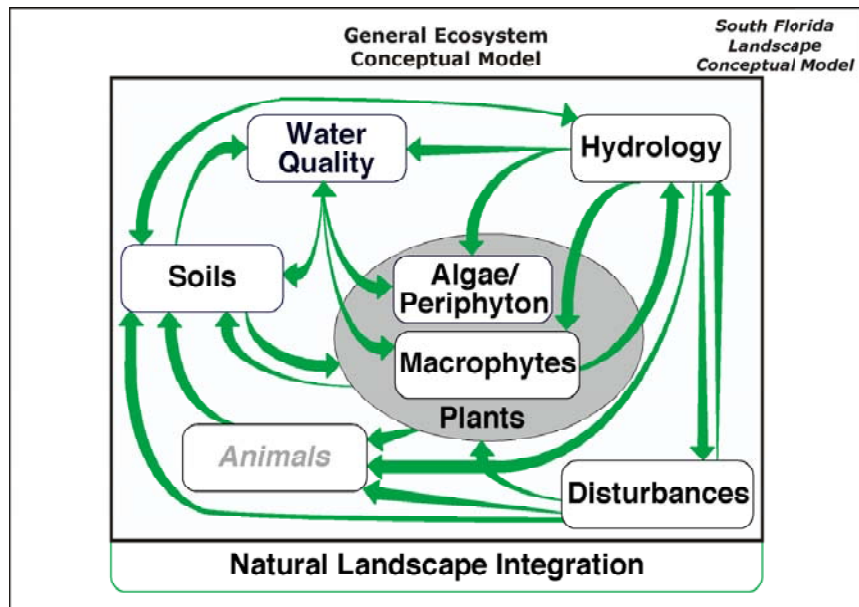 General Ecosystem
Conceptual Model
South Florida
Landscape
Conceptual Model
Water
Quality
Hydrology
Soils
Algae/
Periphyton
Macrophytes
Plants
Animals
Disturbances
Natural Landscape Integration